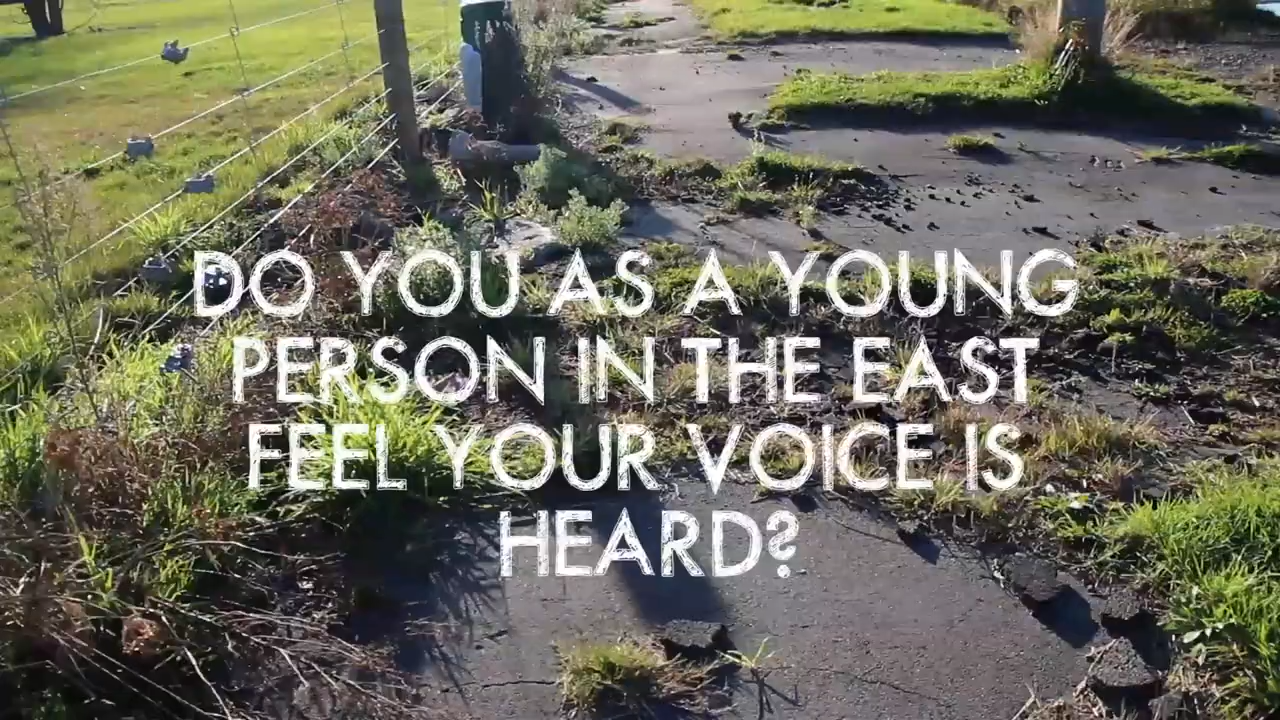 DO YOU AS A YOUNG
PERSON IN THE EAST
FEEL YOUR VOICE IS
HEARD?